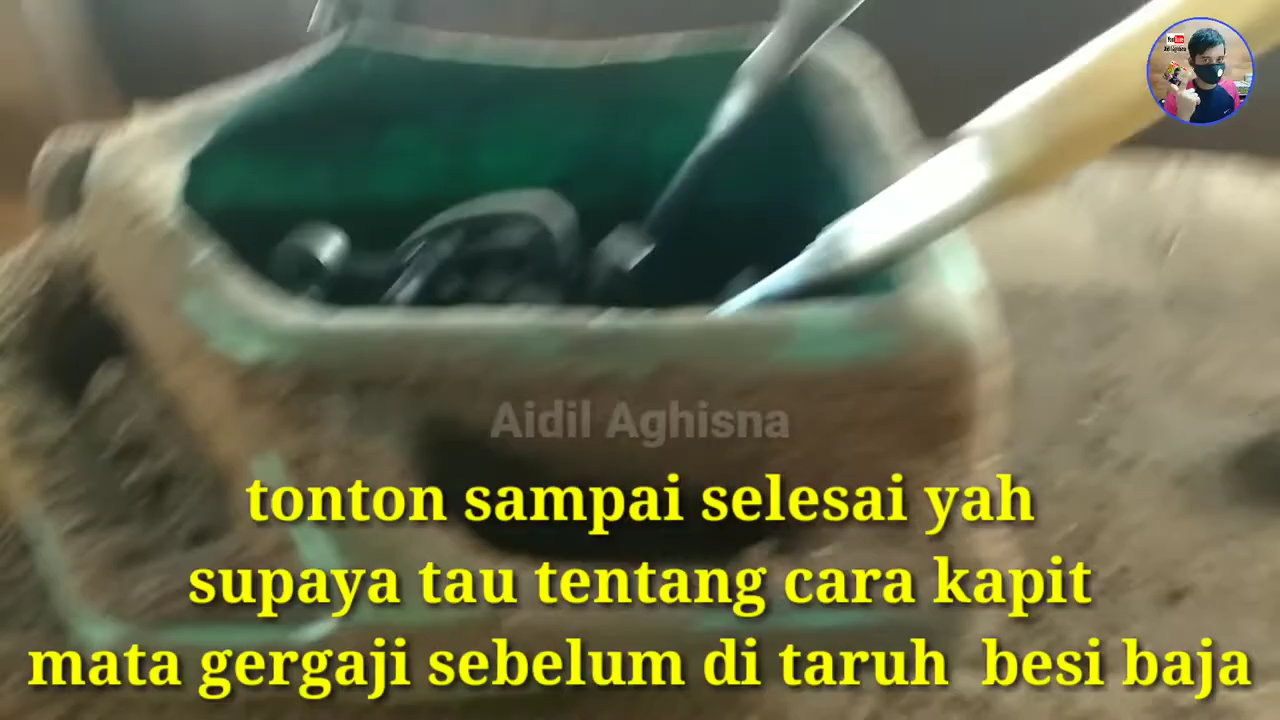 Aidil Aghisna
tonton sampai selesai yah
supaya tau tentang cara kapit
mata gergaji sebelum di taruh besi baja